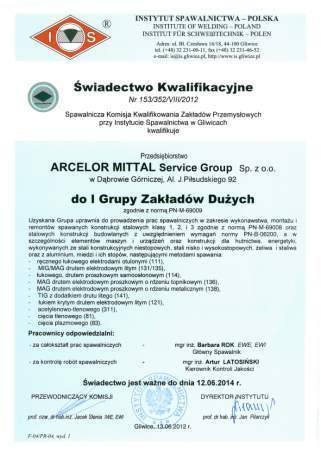 INSTYTUT SPAWALNICTWA – POLSKA
INSTITUTE OF WELDING – POLAND
INSTITUT FÜR SCHWEIßTECHNIK – POLEN
Adres: ul. Bł. Czesława 16/18, 44-100 Gliwice
tel. (+48) 32 231-00-11, fax (+48) 32 231-46-52
e-mail: is@is.gliwice.pl, http://www.is.gliwice.pl
I S
Świadectwo Kwalifikacyjne
Nr 153/352/VIII/2012
Spawalnicza Komisja Kwalifikowania Zakładów Przemysłowych
przy Instytucie Spawalnictwa w Gliwicach
kwalifikuje
Przedsiębiorstwo
ARCELOR MITTAL Service Group Sp. z o.o.
w Dąbrowie Górniczej, Al. J.Piłsudskiego 92
do I Grupy Zakładów Dużych
zgodnie z normą PN-M-69009
Uzyskana Grupa uprawnia do prowadzenia prac spawalniczych w zakresie wykonawstwa, montażu i
remontów spawanych konstrukcji stalowych klasy 1, 2, i 3 zgodnie z normą PN-M-69008 oraz
stalowych konstrukcji budowlanych z uwzględnieniem wymagań normy PN-B-06200, a w
szczególności elementów maszyn i urządzeń oraz konstrukcji dla hutnictwa, energetyki,
wykonywanych ze stali konstrukcyjnych niestopowych, stali nisko i wysokostopowych, żeliwa i staliwa
oraz z aluminium, miedzi i ich stopów, następującymi metodami spawania:
- ręcznego łukowego elektrodami otulonymi (111),
- MIG/MAG drutem elektrodowym litym (131/135),
- łukowego, drutem proszkowym samoosłonowym (114),
- MAG drutem elektrodowym proszkowym o rdzeniu topnikowym (136),
- MAG drutem elektrodowym proszkowym o rdzeniu metalicznym (138),
- TIG z dodatkiem drutu litego (141),
- łukiem krytym drutem elektrodowym litym (121),
- acetylenowo-tlenowego (311),
- cięcia tlenowego (81),
- cięcia plazmowego (83).
Pracownicy odpowiedzialni:
- za całokształt prac spawalniczych - mgr inż. Barbara ROK ,EWE, EWI
Główny Spawalnik
- za kontrolę robót spawalniczych - mgr inż. Artur LATOSIŃSKI
Kierownik Kontroli Jakości
Świadectwo jest ważne do dnia 12.06.2014 r.
PRZEWODNICZĄCY KOMISJI DYREKTOR INSTYTUTU
prof. dr hab. inż. Jan Pilarczyk
Gliwice, 13.06.2012 r.
F-04/PR-04, wyd. 1